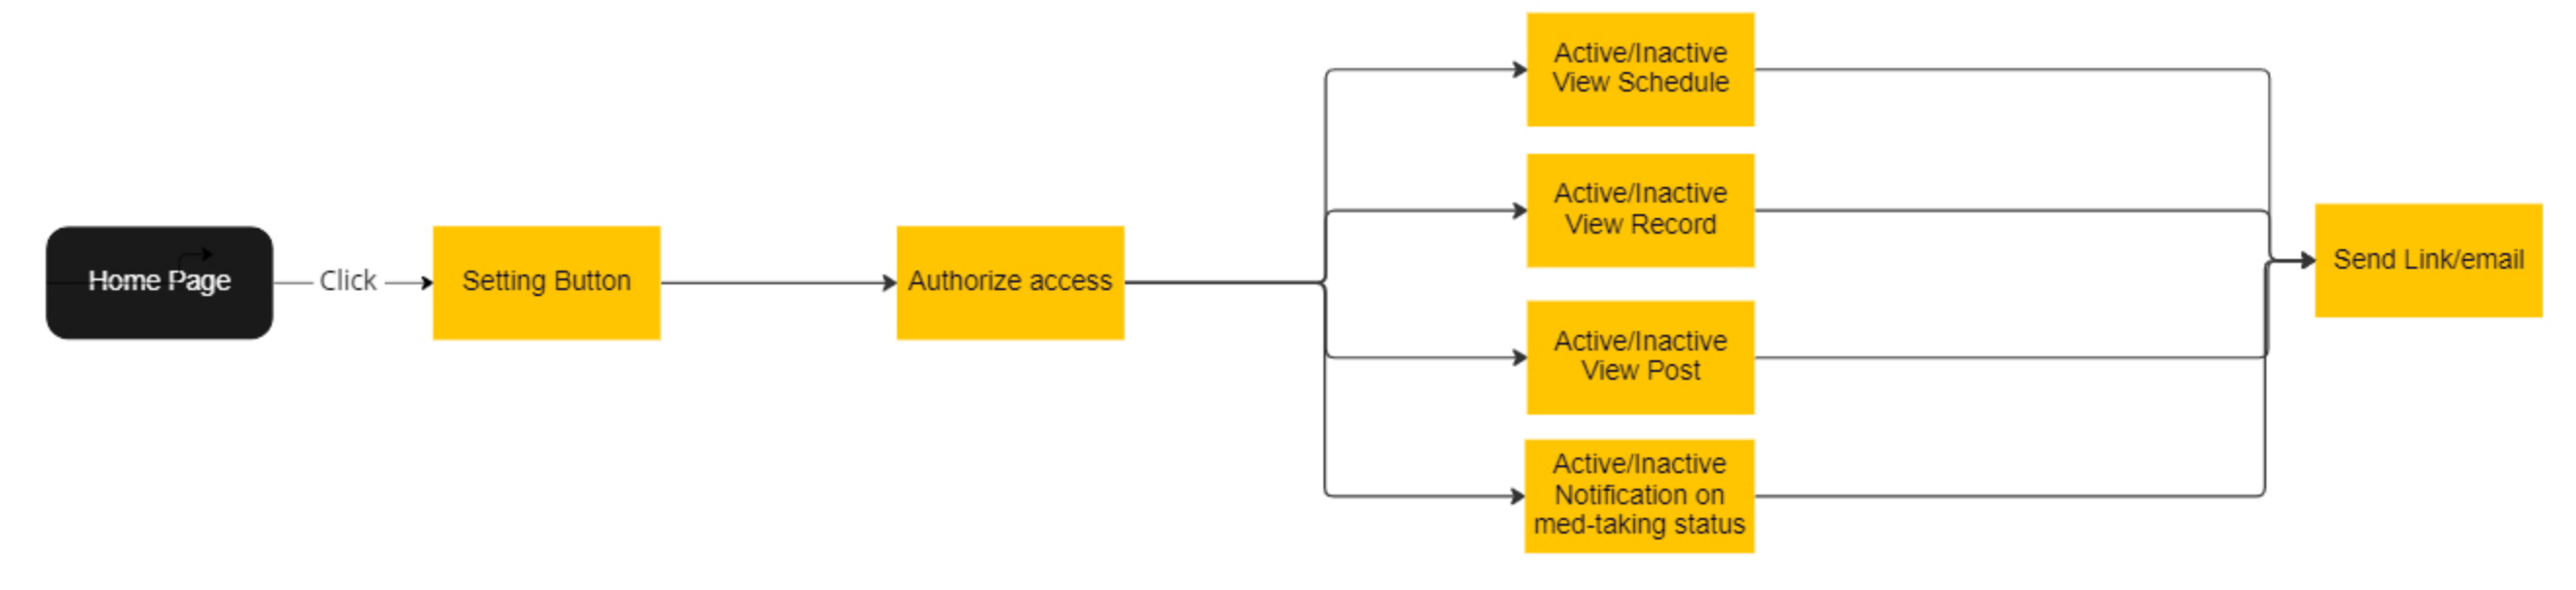 Home Page
Click
Setting Button
Authorize access
Active/Inactive
View Schedule
Active/Inactive
View Record
Active/Inactive
View Post
Active/Inactive
Notification on
med-taking status
Send Link/email